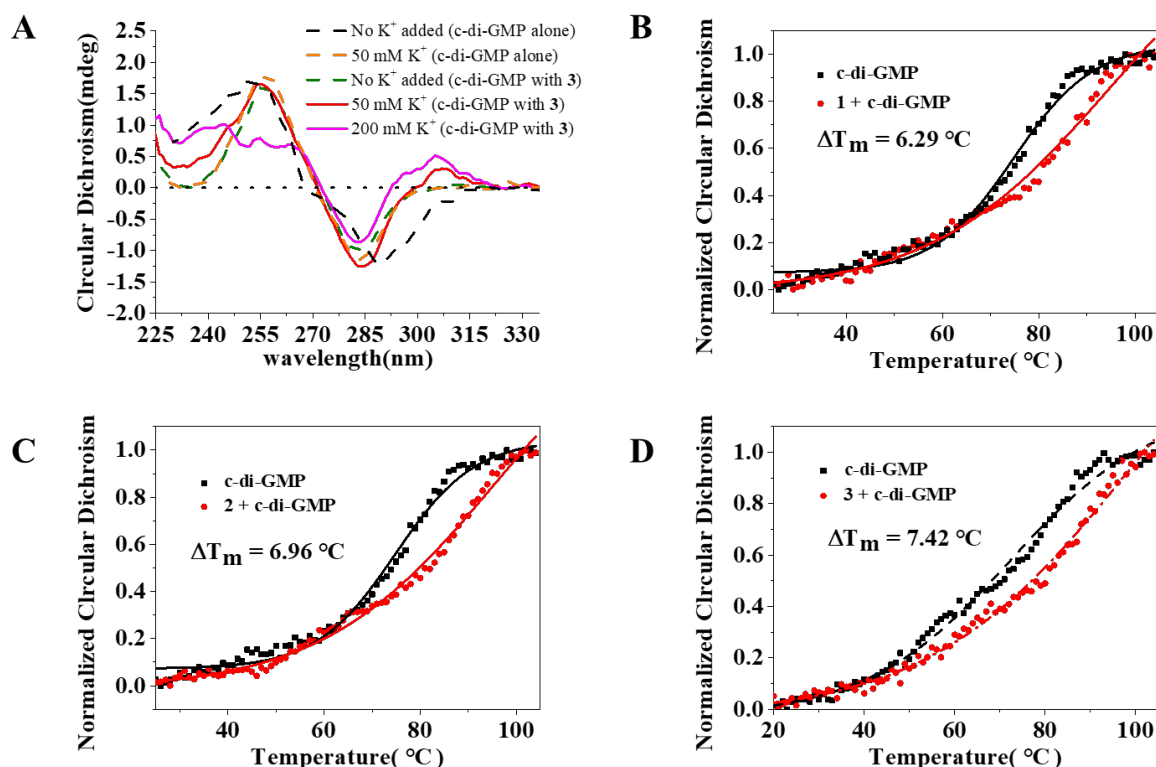 A
No K+ added (c-di-GMP alone)
50 mM K+ (c-di-GMP alone)
No K+ added (c-di-GMP with 3)
50 mM K+ (c-di-GMP with 3)
200 mM K+ (c-di-GMP with 3)
Clrcular Dichroism(mdeg)
2.5
2.0
1.5
1.0
0.5
0.0
-0.5
-1.0
-1.5
-2.0
225 240 255 270 285 300 315 330
wavelength(nm)
B
c-di-GMP
1 + c-di-GMP
ΔTm = 6.29 °C
Normalized Clrcular Dichroism
1.0
0.8
0.6
0.4
0.2
0.0
40 60 80 100
Temperature( °C )
C
c-di-GMP
2 + c-di-GMP
ΔTm = 6.96 °C
Normalized Clrcular Dichroism
1.0
0.8
0.6
0.4
0.2
0.0
40 60 80 100
Temperature( °C )
D
c-di-GMP
3 + c-di-GMP
ΔTm = 7.42 °C
Normalized Clrcular Dichroism
1.0
0.8
0.6
0.4
0.2
0.0
20 40 60 80 100
Temperature( °C )